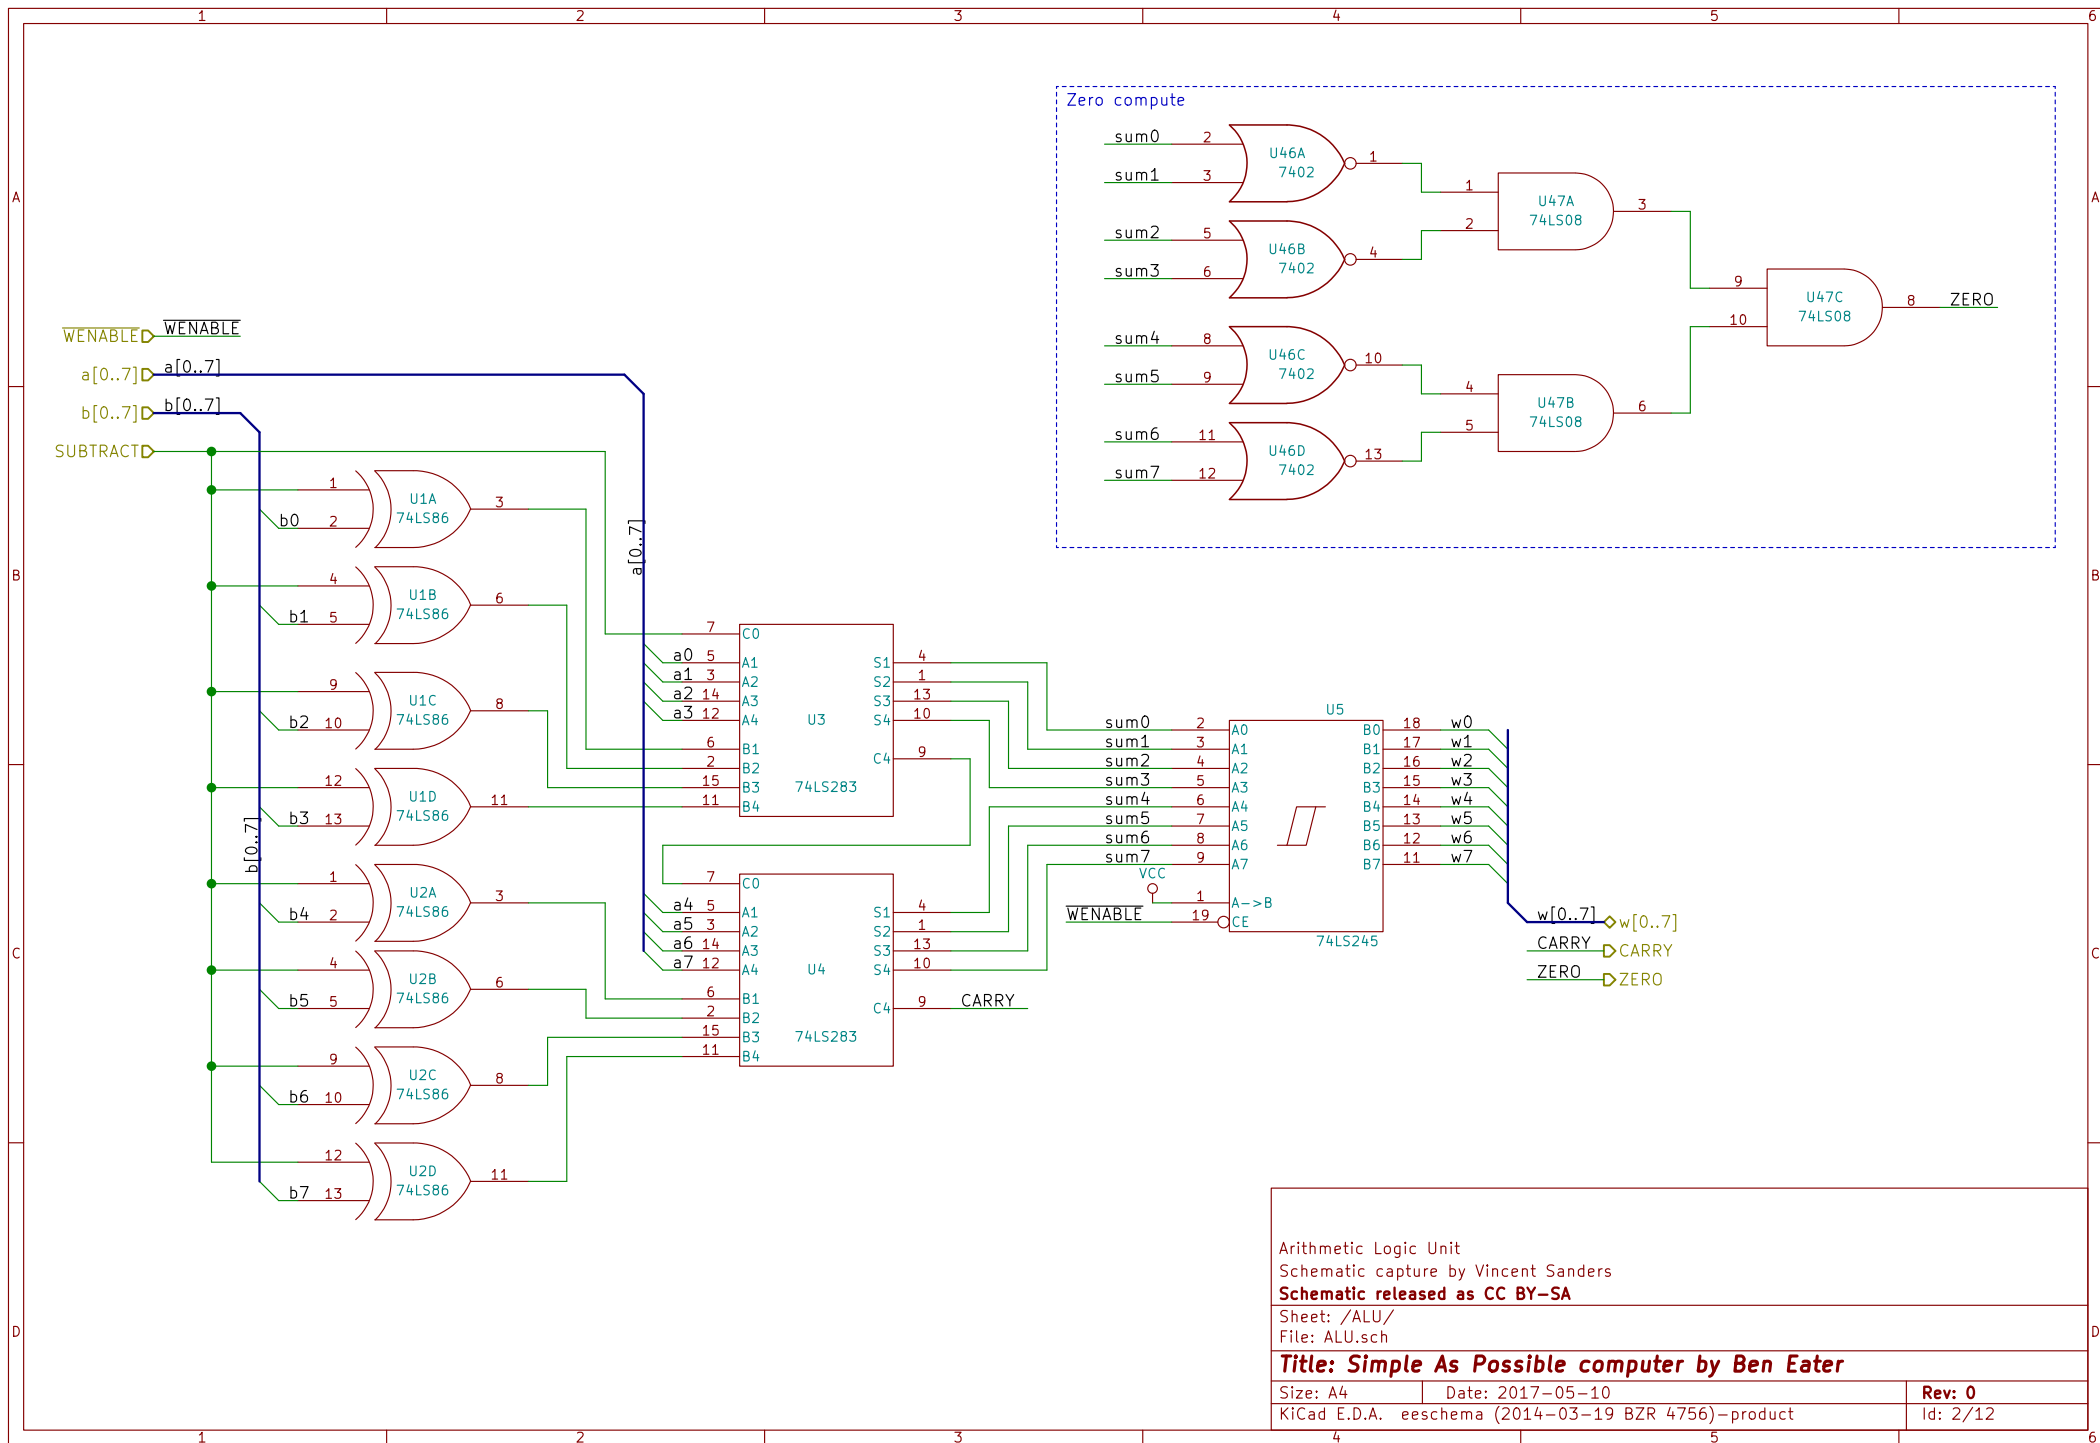 1 2 3 4 5 6
A
B
C
D
A
B
C
D
1 2 3 4 5 6
Zero compute
sum0 2
sum1 3
U46A
7402
1
sum2 5
sum3 6
U46B
7402
4
sum4 8
sum5 9
U46C
7402
10
sum6 11
sum7 12
U46D
7402
13
1
2
U47A
74LS08
3
4
5
U47B
74LS08
6
9
10
U47C
74LS08
8
ZERO
WENABLE WENABLE
a[0..7] a[0..7]
b[0..7] b[0..7]
SUBTRACT
b[0..7]
a[0..7]
1
b0 2
U1A
74LS86
3
4
b1 5
U1B
74LS86
6
9
b2 10
U1C
74LS86
8
12
b3 13
U1D
74LS86
11
1
b4 2
U2A
74LS86
3
4
b5 5
U2B
74LS86
6
9
b6 10
U2C
74LS86
8
12
b7 13
U2D
74LS86
11
7 C0
a0 5 A1 S1 4
a1 3 A2 S2 1
a2 14 A3 S3 13
a3 12 A4 S4 10
U3
6 B1
2 B2
C4 9
15 B3
74LS283
11 B4
7 C0
a4 5 A1 S1 4
a5 3 A2 S2 1
a6 14 A3 S3 13
a7 12 A4 S4 10
U4
6 B1
2 B2
C4 9 CARRY
15 B3
74LS283
11 B4
U5
sum0 2 A0 B0 18 w0
sum1 3 A1 B1 17 w1
sum2 4 A2 B2 16 w2
sum3 5 A3 B3 15 w3
sum4 6 A4 B4 14 w4
sum5 7 A5 B5 13 w5
sum6 8 A6 B6 12 w6
sum7 9 A7 B7 11 w7
VCC
1 A->B
WENABLE 19 CE
74LS245
w[0..7] w[0..7]
CARRY CARRY
ZERO ZERO
Arithmetic Logic Unit
Schematic capture by Vincent Sanders
Schematic released as CC BY-SA
Sheet: /ALU/
File: ALU.sch
Title: Simple As Possible computer by Ben Eater
Size: A4 Date: 2017-05-10 Rev: 0
KiCad E.D.A. eeschema (2014-03-19 BZR 4756)-product Id: 2/12